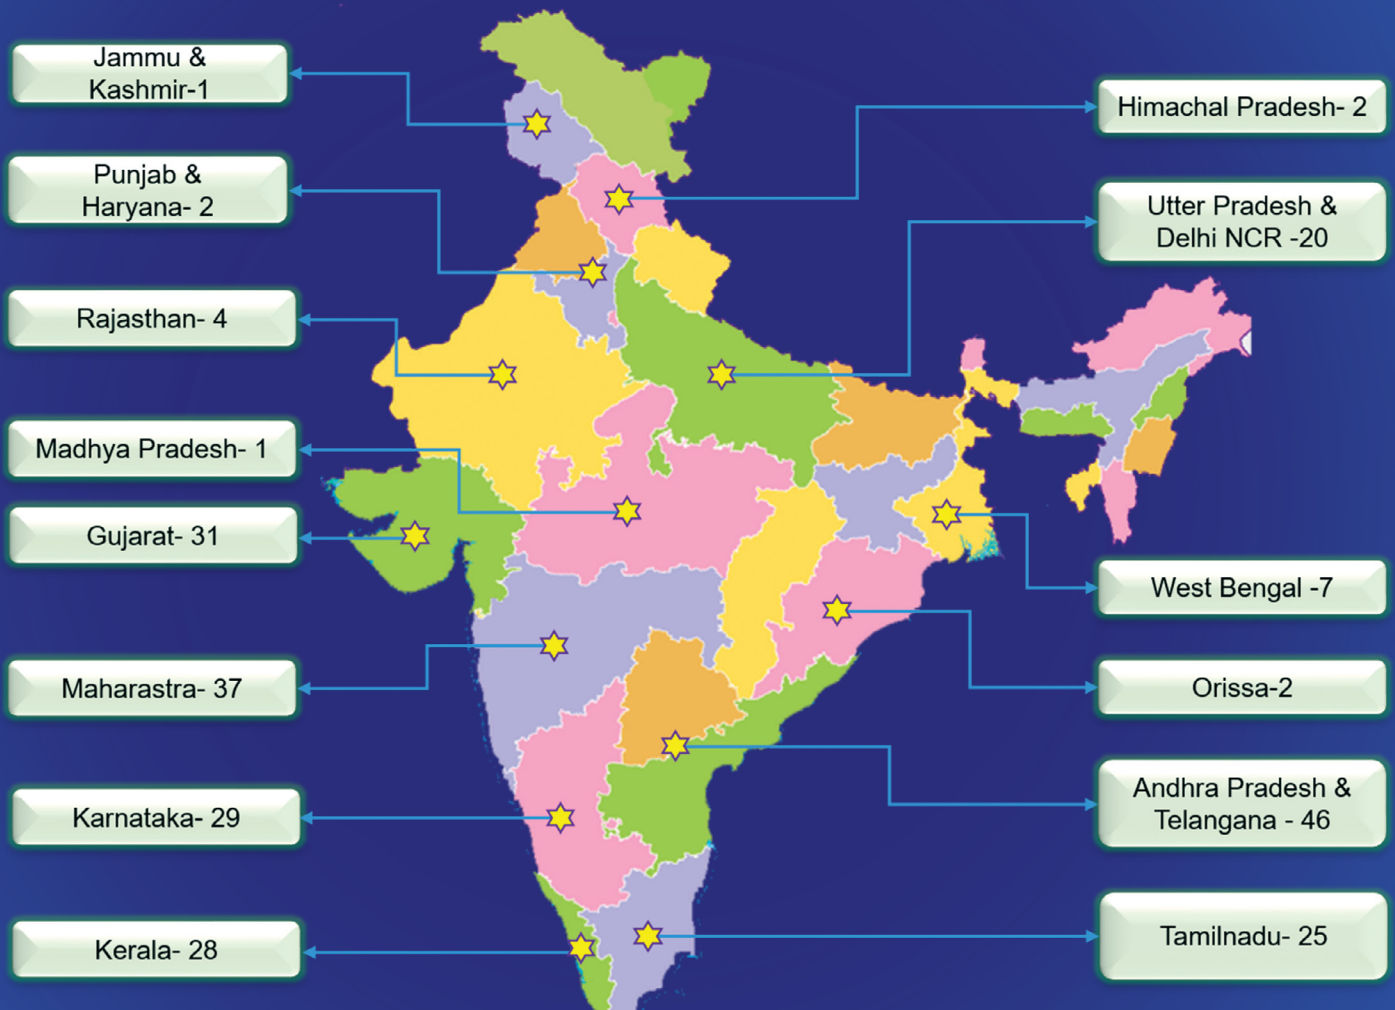 Jammu &
Kashmir-1
Punjab &
Haryana- 2
Rajasthan- 4
Madhya Pradesh- 1
Gujarat- 31
Maharastra- 37
Karnataka- 29
Kerala- 28
Himachal Pradesh- 2
Utter Pradesh &
Delhi NCR -20
West Bengal -7
Orissa-2
Andhra Pradesh &
Telangana - 46
Tamilnadu- 25